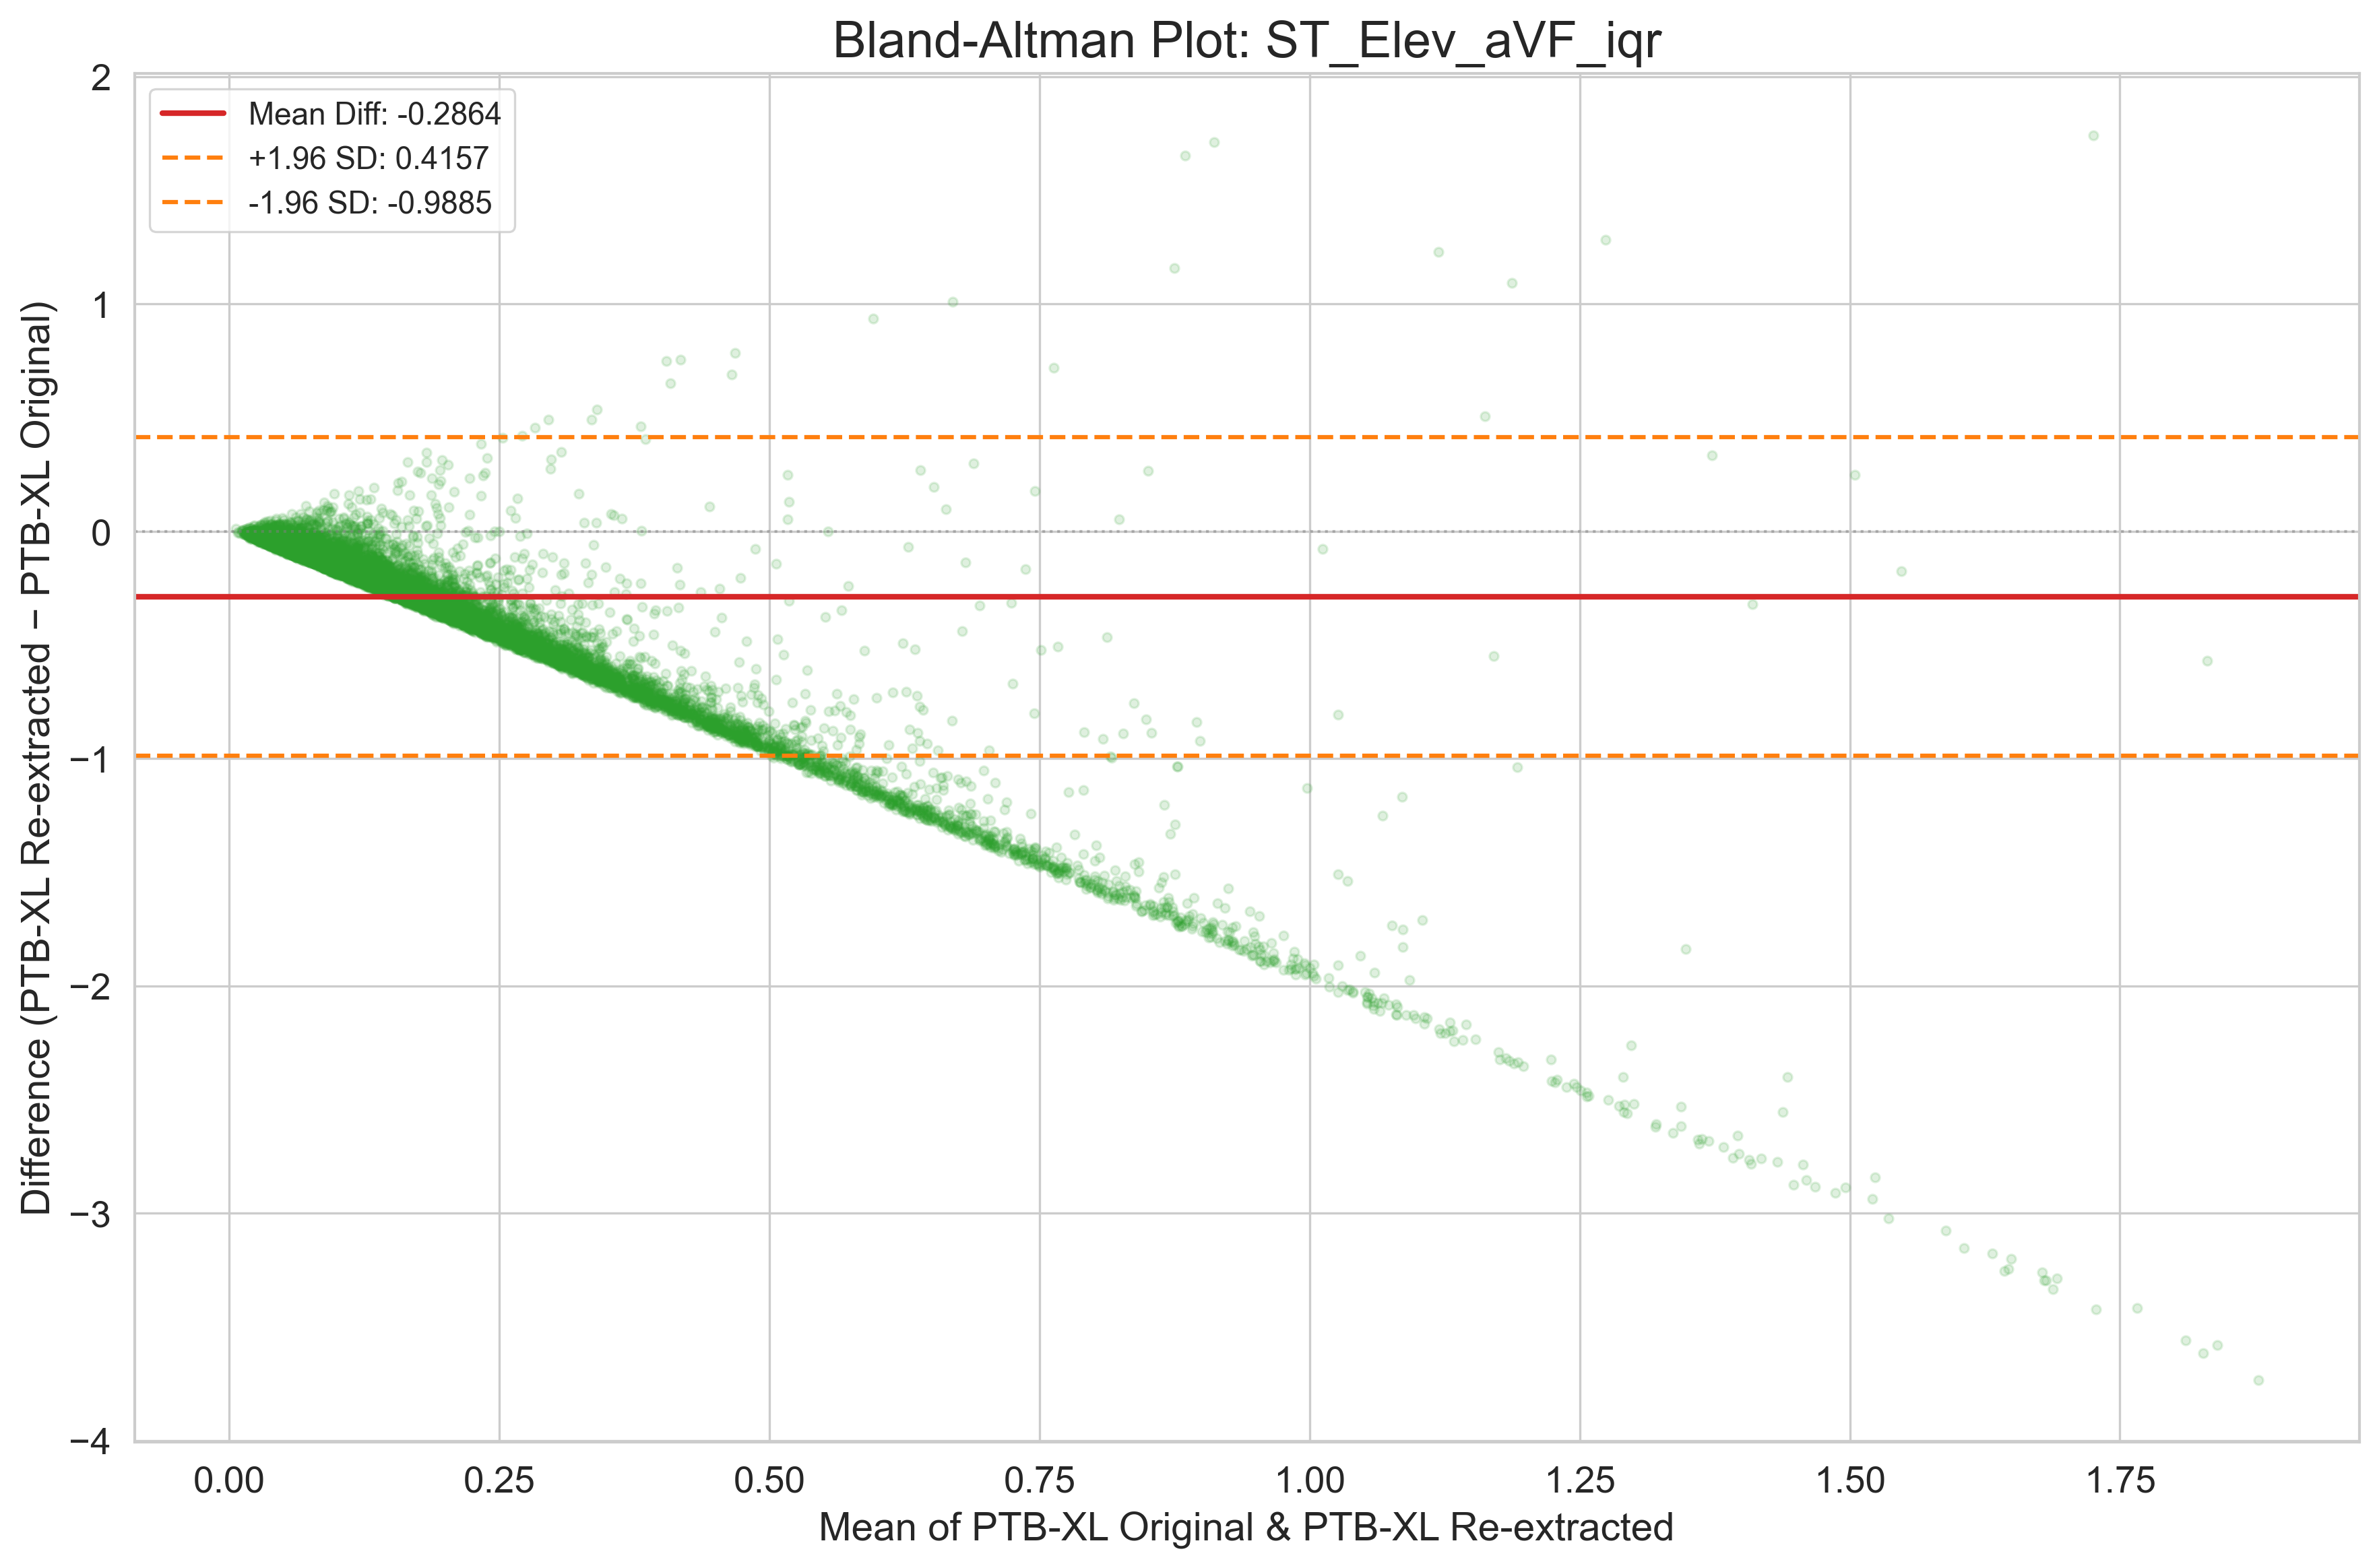 Bland-Altman Plot: ST_Elev_aVF_iqr
Mean Diff: -0.2864
+1.96 SD: 0.4157
-1.96 SD: -0.9885
Difference (PTB-XL Re-extracted − PTB-XL Original)
2
1
0
−1
−2
−3
−4
0.00 0.25 0.50 0.75 1.00 1.25 1.50 1.75
Mean of PTB-XL Original & PTB-XL Re-extracted